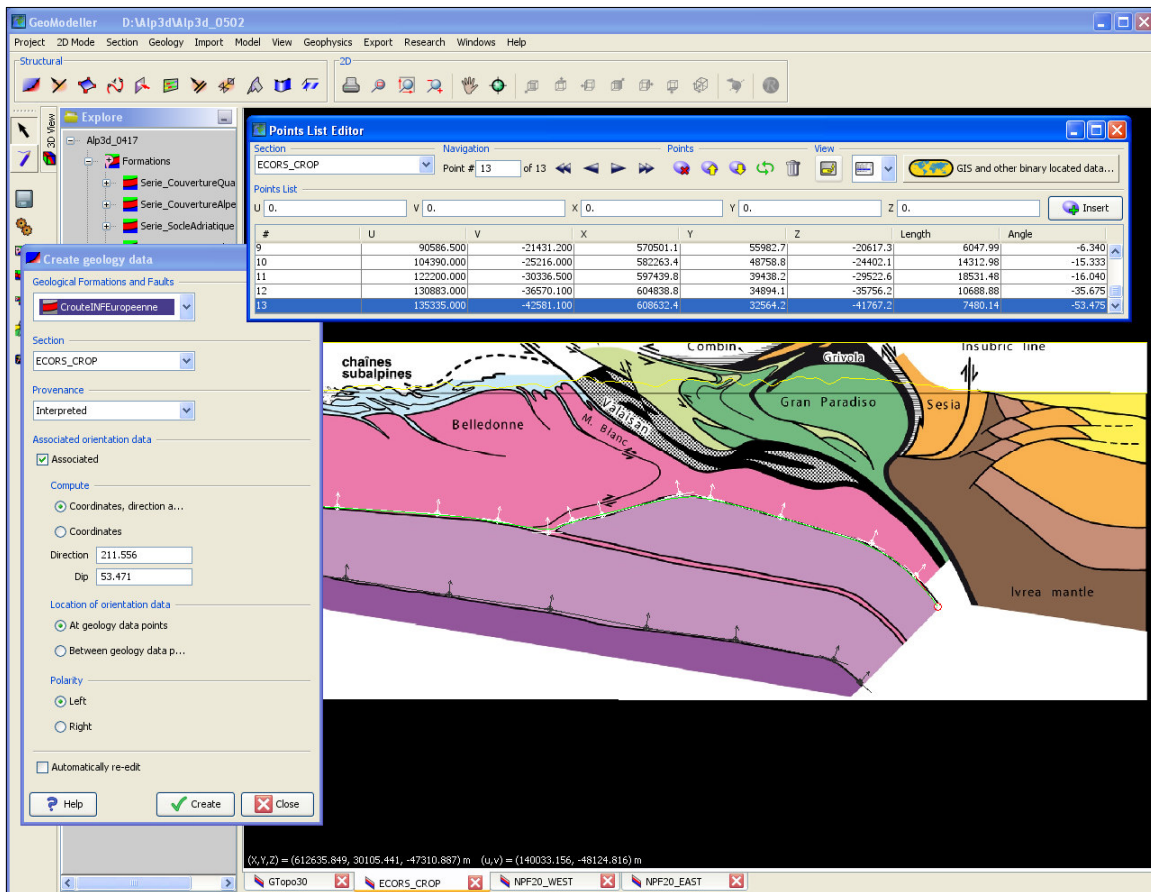 GeoModeller D:\Alp3d\Alp3d_0502
Project 2D Mode Section Geology Import Model View Geophysics Export Research Windows Help
Structural 2D
3D View
Explore
Alp3d_0417
Formations
Serie_CouvertureQua
Serie_CouvertureAlpe
Serie_SocleAdriatique
Points List Editor
Section Navigation Points View
ECORS_CROP Point # 13 of 13 GIS and other binary located data...
Points List
U 0. V 0. X 0. Y 0. Z 0. Insert
# U V X Y Z Length Angle
9 90586.500 -21431.200 570501.1 55982.7 -20617.3 6047.99 -6.340
10 104390.000 -25216.000 582263.4 48758.8 -24402.1 14312.98 -15.333
11 122200.000 -30336.500 597439.8 39438.2 -29522.6 18531.48 -16.040
12 130883.000 -36570.100 604838.8 34894.1 -35756.2 10688.88 -35.675
13 135335.000 -42581.100 608632.4 32564.2 -41767.2 7480.14 -53.475
Create geology data
Geological Formations and Faults
CrouteINFEuropeenne
Section
ECORS_CROP
Provenance
Interpreted
Associated orientation data
Associated
Compute
Coordinates, direction a...
Coordinates
Direction 211.556
Dip 53.471
Location of orientation data
At geology data points
Between geology data p...
Polarity
Left
Right
Automatically re-edit
Help Create Close
chaînes
subalpines
Combin
Grivola
Insubric line
Valaisan
Gran Paradiso
Sesia
Belledonne
M. Blanc
Ivrea mantle
(X,Y,Z) = (612635.849, 30105.441, -47310.887) m (u,v) = (140033.156, -48124.816) m
GTopo30 ECORS_CROP NPF20_WEST NPF20_EAST